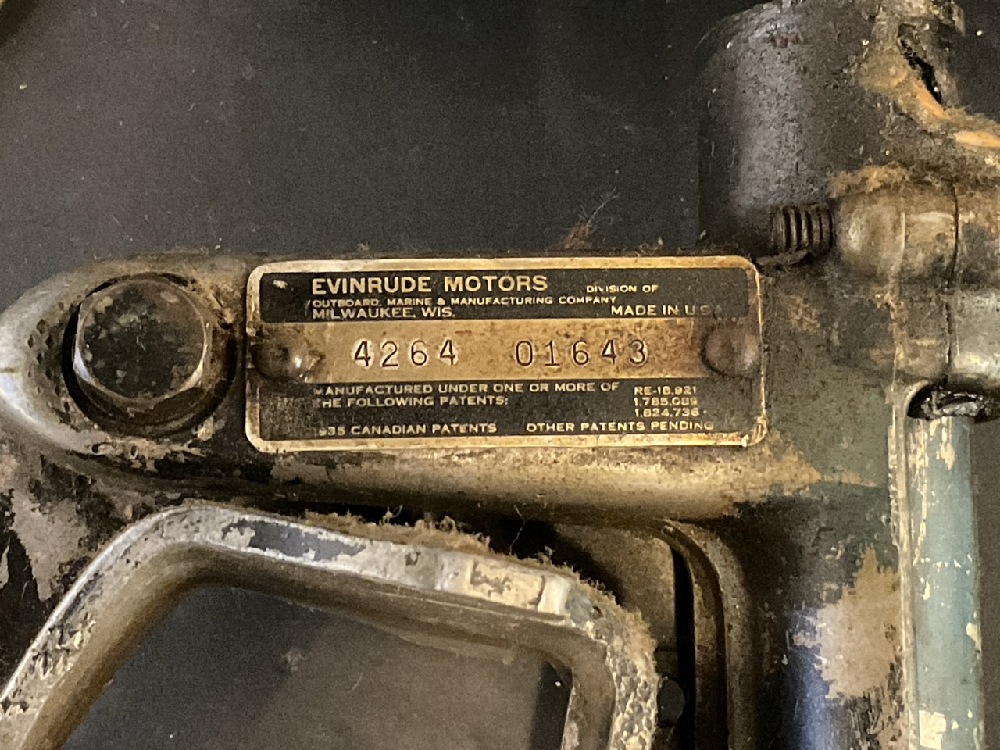 EVINRUDE MOTORS DIVISION OF
OUTBOARD, MARINE & MANUFACTURING COMPANY
MILWAUKEE, WIS. MADE IN U.S.
4264 01643
MANUFACTURED UNDER ONE OR MORE OF RE-18,921
THE FOLLOWING PATENTS: 1,785,089
1,824,736
935 CANADIAN PATENTS OTHER PATENTS PENDING